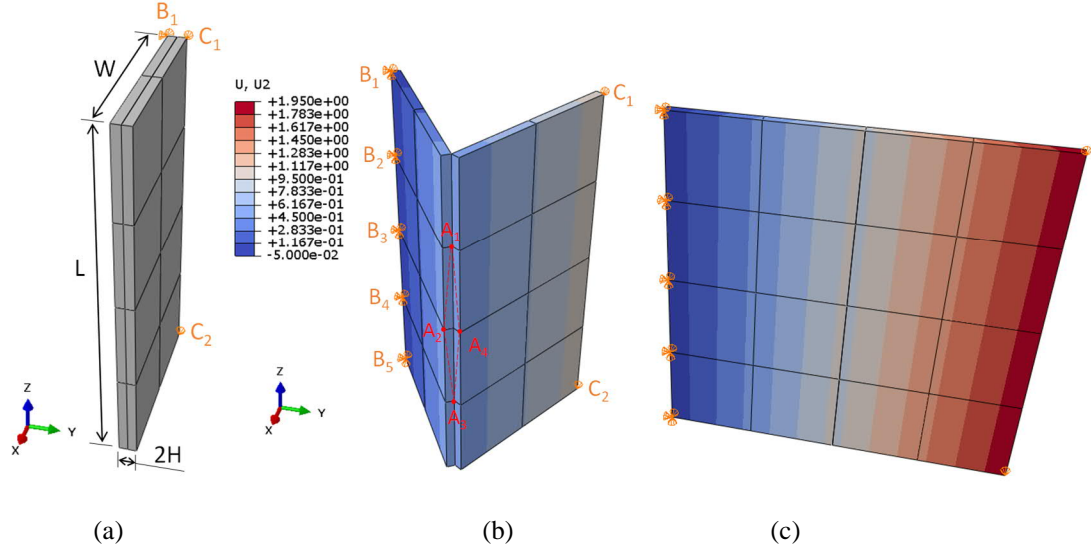 B1
C1
W
L
2H
Z
Y
X
U, U2
+1.950e+00
+1.783e+00
+1.617e+00
+1.450e+00
+1.283e+00
+1.117e+00
+9.500e-01
+7.833e-01
+6.167e-01
+4.500e-01
+2.833e-01
+1.167e-01
-5.000e-02
C2
Z
Y
X
B1
B2
B3
B4
B5
C1
C2
A1
A2
A3
(a)
(b)
(c)